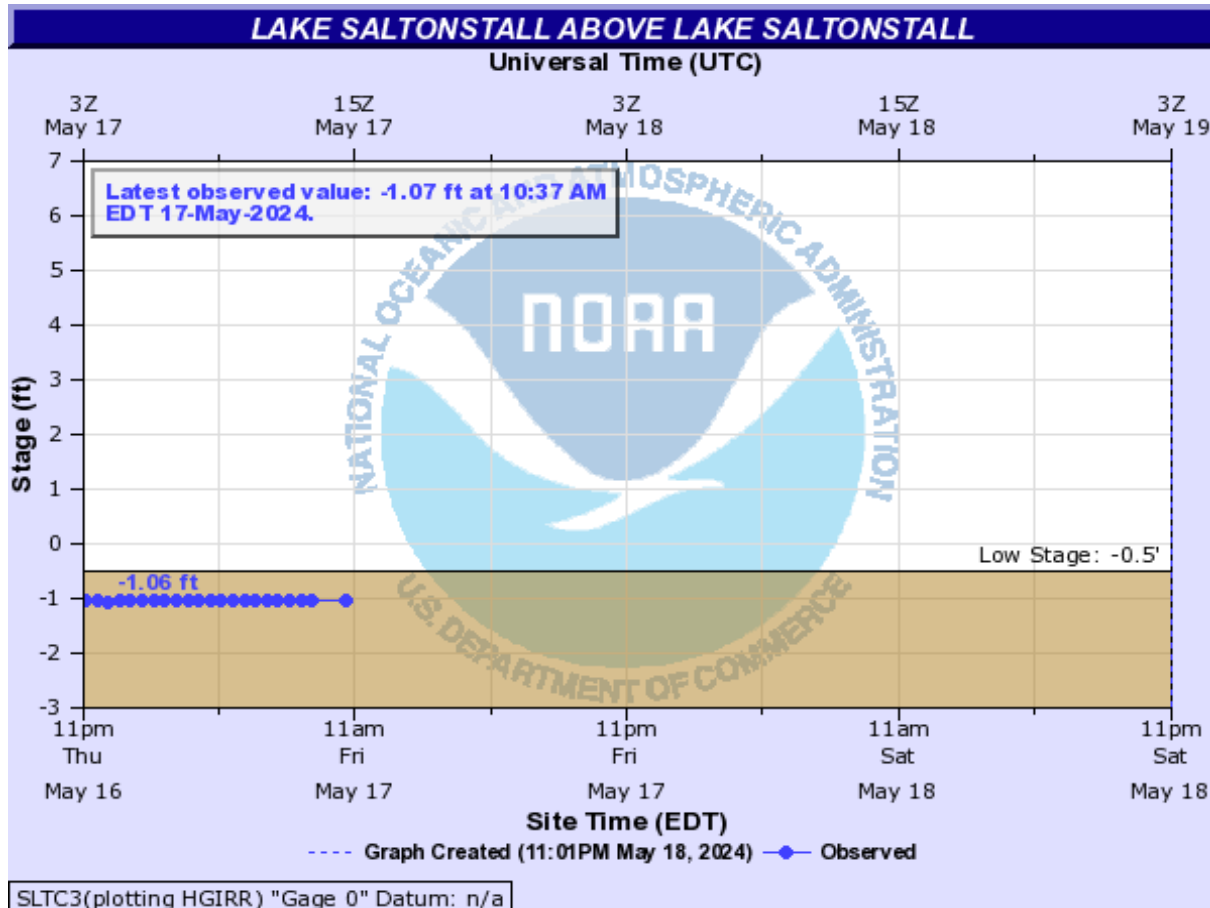 LAKE SALTONSTALL ABOVE LAKE SALTONSTALL
Universal Time (UTC)
3Z 15Z 3Z 15Z 3Z
May 17 May 17 May 18 May 18 May 19
Latest observed value: -1.07 ft at 10:37 AM
EDT 17-May-2024.
NATIONAL OCEANIC AND ATMOSPHERIC ADMINISTRATION
NOAA
U.S. DEPARTMENT OF COMMERCE
Stage (ft)
7
6
5
4
3
2
1
0
-1
-2
-3
Low Stage: -0.5'
-1.06 ft
11pm 11am 11pm 11am 11pm
Thu Fri Fri Sat Sat
May 16 May 17 May 17 May 18 May 18
Site Time (EDT)
Graph Created (11:01PM May 18, 2024) Observed
SLTC3(plotting HGIRR) "Gage 0" Datum: n/a